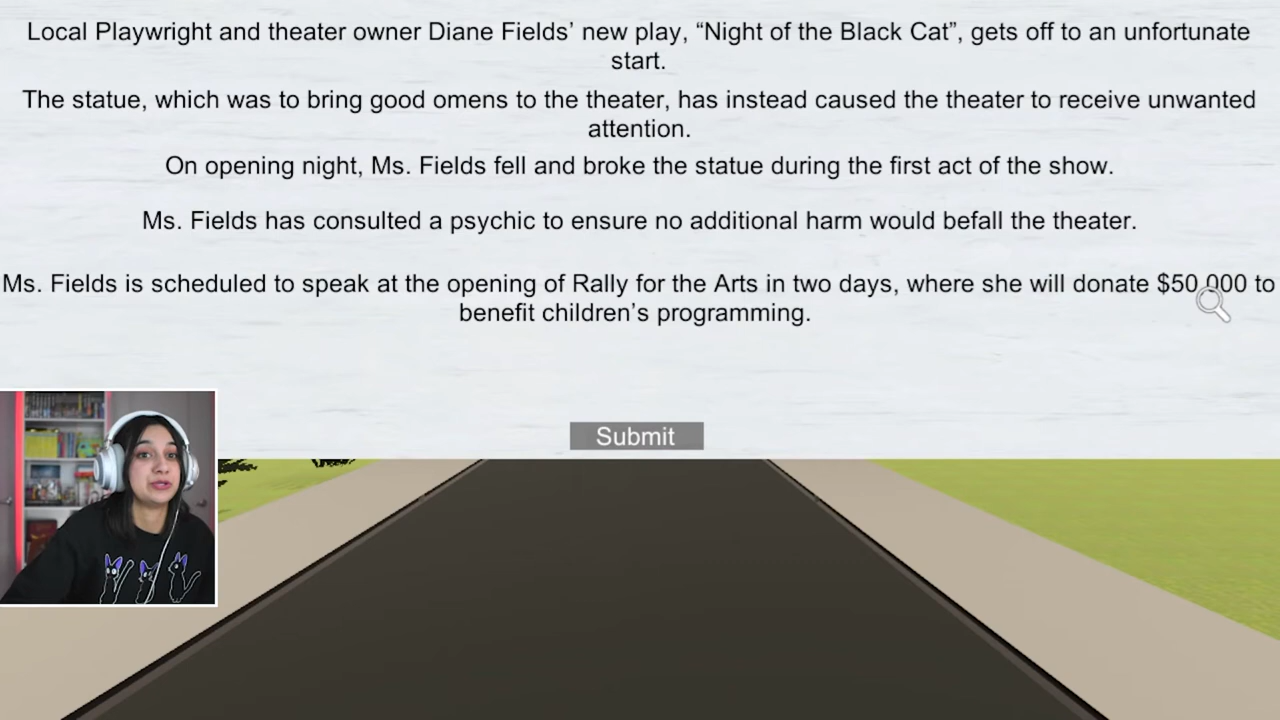 Local Playwright and theater owner Diane Fields’ new play, “Night of the Black Cat”, gets off to an unfortunate
start.
The statue, which was to bring good omens to the theater, has instead caused the theater to receive unwanted
attention.
On opening night, Ms. Fields fell and broke the statue during the first act of the show.
Ms. Fields has consulted a psychic to ensure no additional harm would befall the theater.
Ms. Fields is scheduled to speak at the opening of Rally for the Arts in two days, where she will donate $50,000 to
benefit children’s programming.
Submit